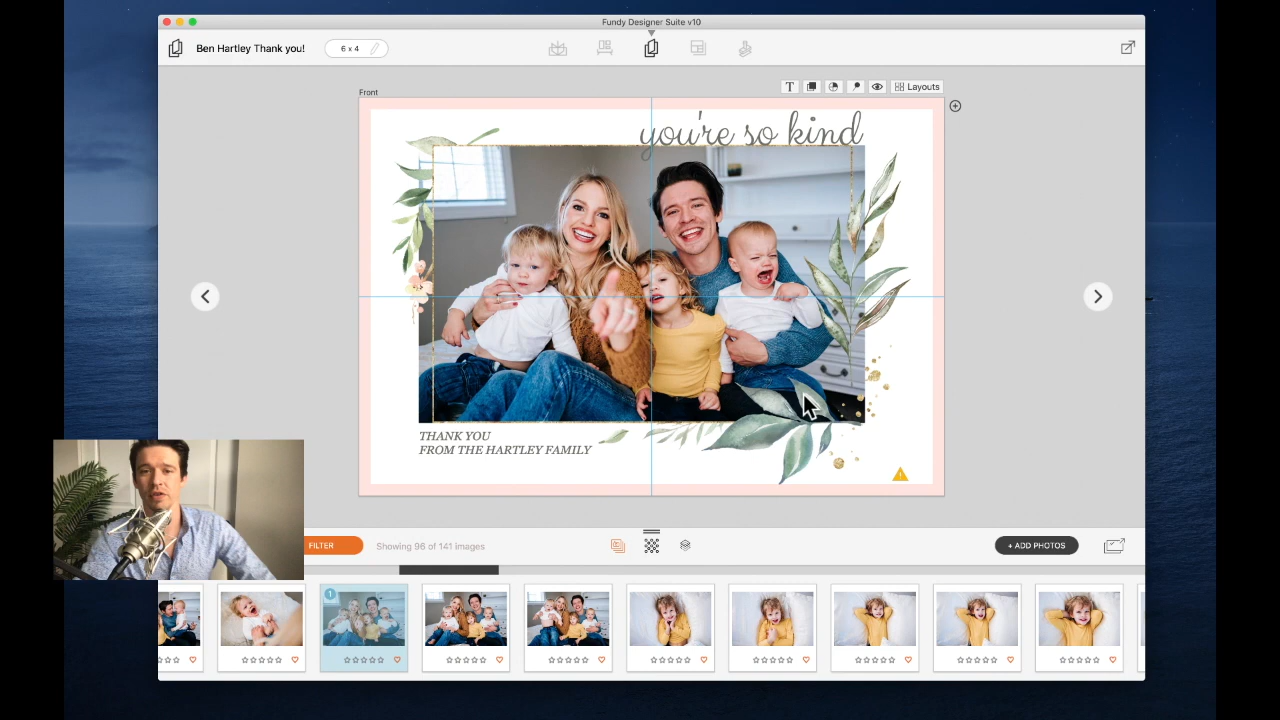 Fundy Designer Suite v10
Ben Hartley Thank you!
6 x 4
Front
T
Layouts
you're so kind
THANK YOU
FROM THE HARTLEY FAMILY
FILTER
Showing 96 of 141 images
+ ADD PHOTOS
1